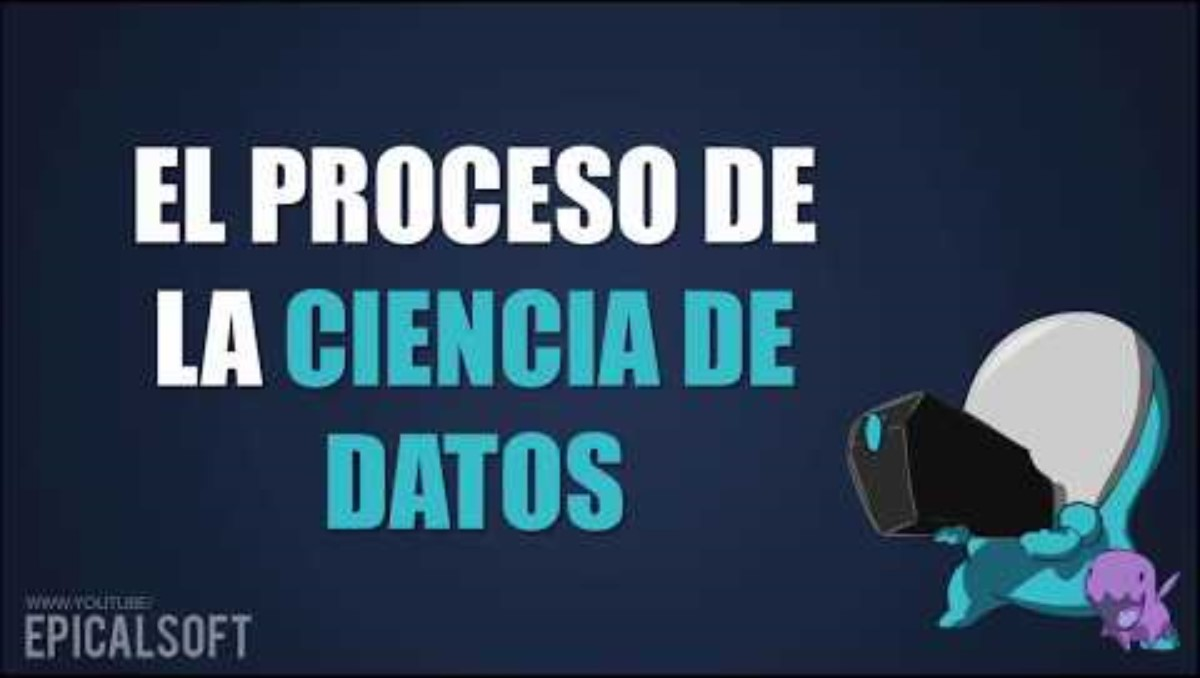 EL PROCESO DE
LA CIENCIA DE
DATOS
WWW.YOUTUBE/
EPICALSOFT